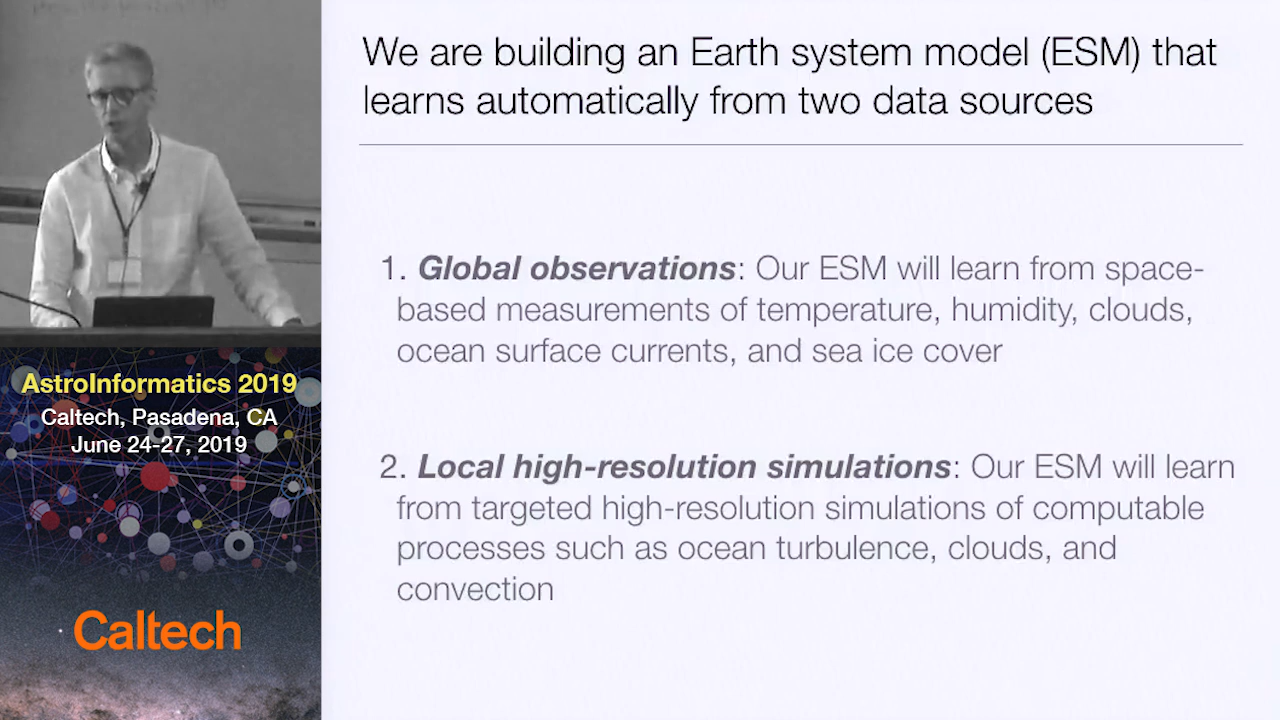 We are building an Earth system model (ESM) that
learns automatically from two data sources
1. Global observations: Our ESM will learn from space-
based measurements of temperature, humidity, clouds,
ocean surface currents, and sea ice cover
2. Local high-resolution simulations: Our ESM will learn
from targeted high-resolution simulations of computable
processes such as ocean turbulence, clouds, and
convection
AstroInformatics 2019
Caltech, Pasadena, CA
June 24-27, 2019
Caltech